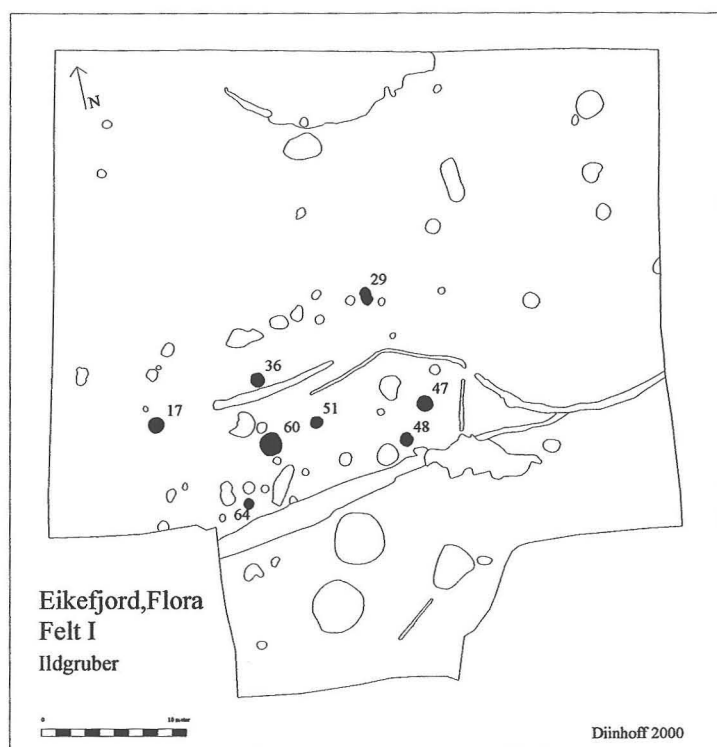 N
29
36
47
17
51
60
48
64
Eikefjord,Flora
Felt I
Ildgruber
0 10 meter
Diinhoff 2000